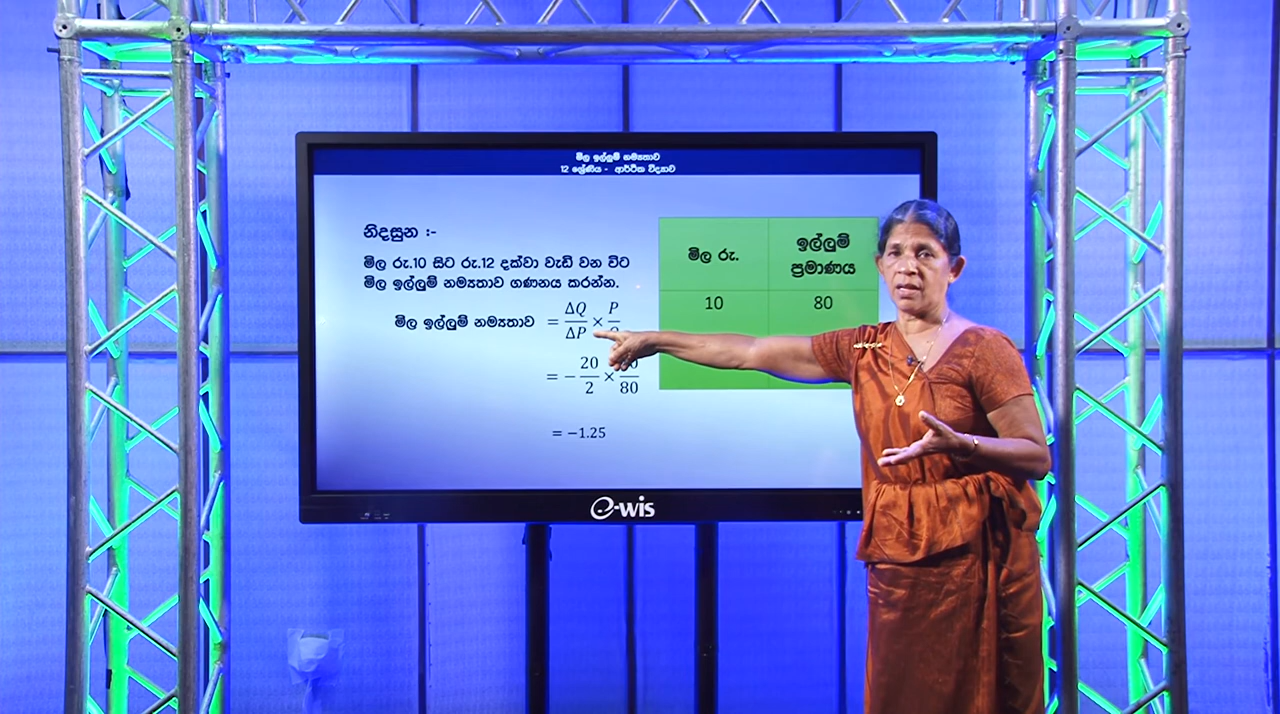 මිල ඉල්ලුම් නම්‍යතාව
12 ශ්‍රේණිය - ආර්ථික විද්‍යාව
නිදසුන :-
මිල රු.10 සිට රු.12 දක්වා වැඩි වන විට
මිල ඉල්ලුම් නම්‍යතාව ගණනය කරන්න.
මිල ඉල්ලුම් නම්‍යතාව = ΔQ/ΔP × P
= − 20/2 × /80
= −1.25
මිල රු.
ඉල්ලුම් ප්‍රමාණය
10 80
e-wis